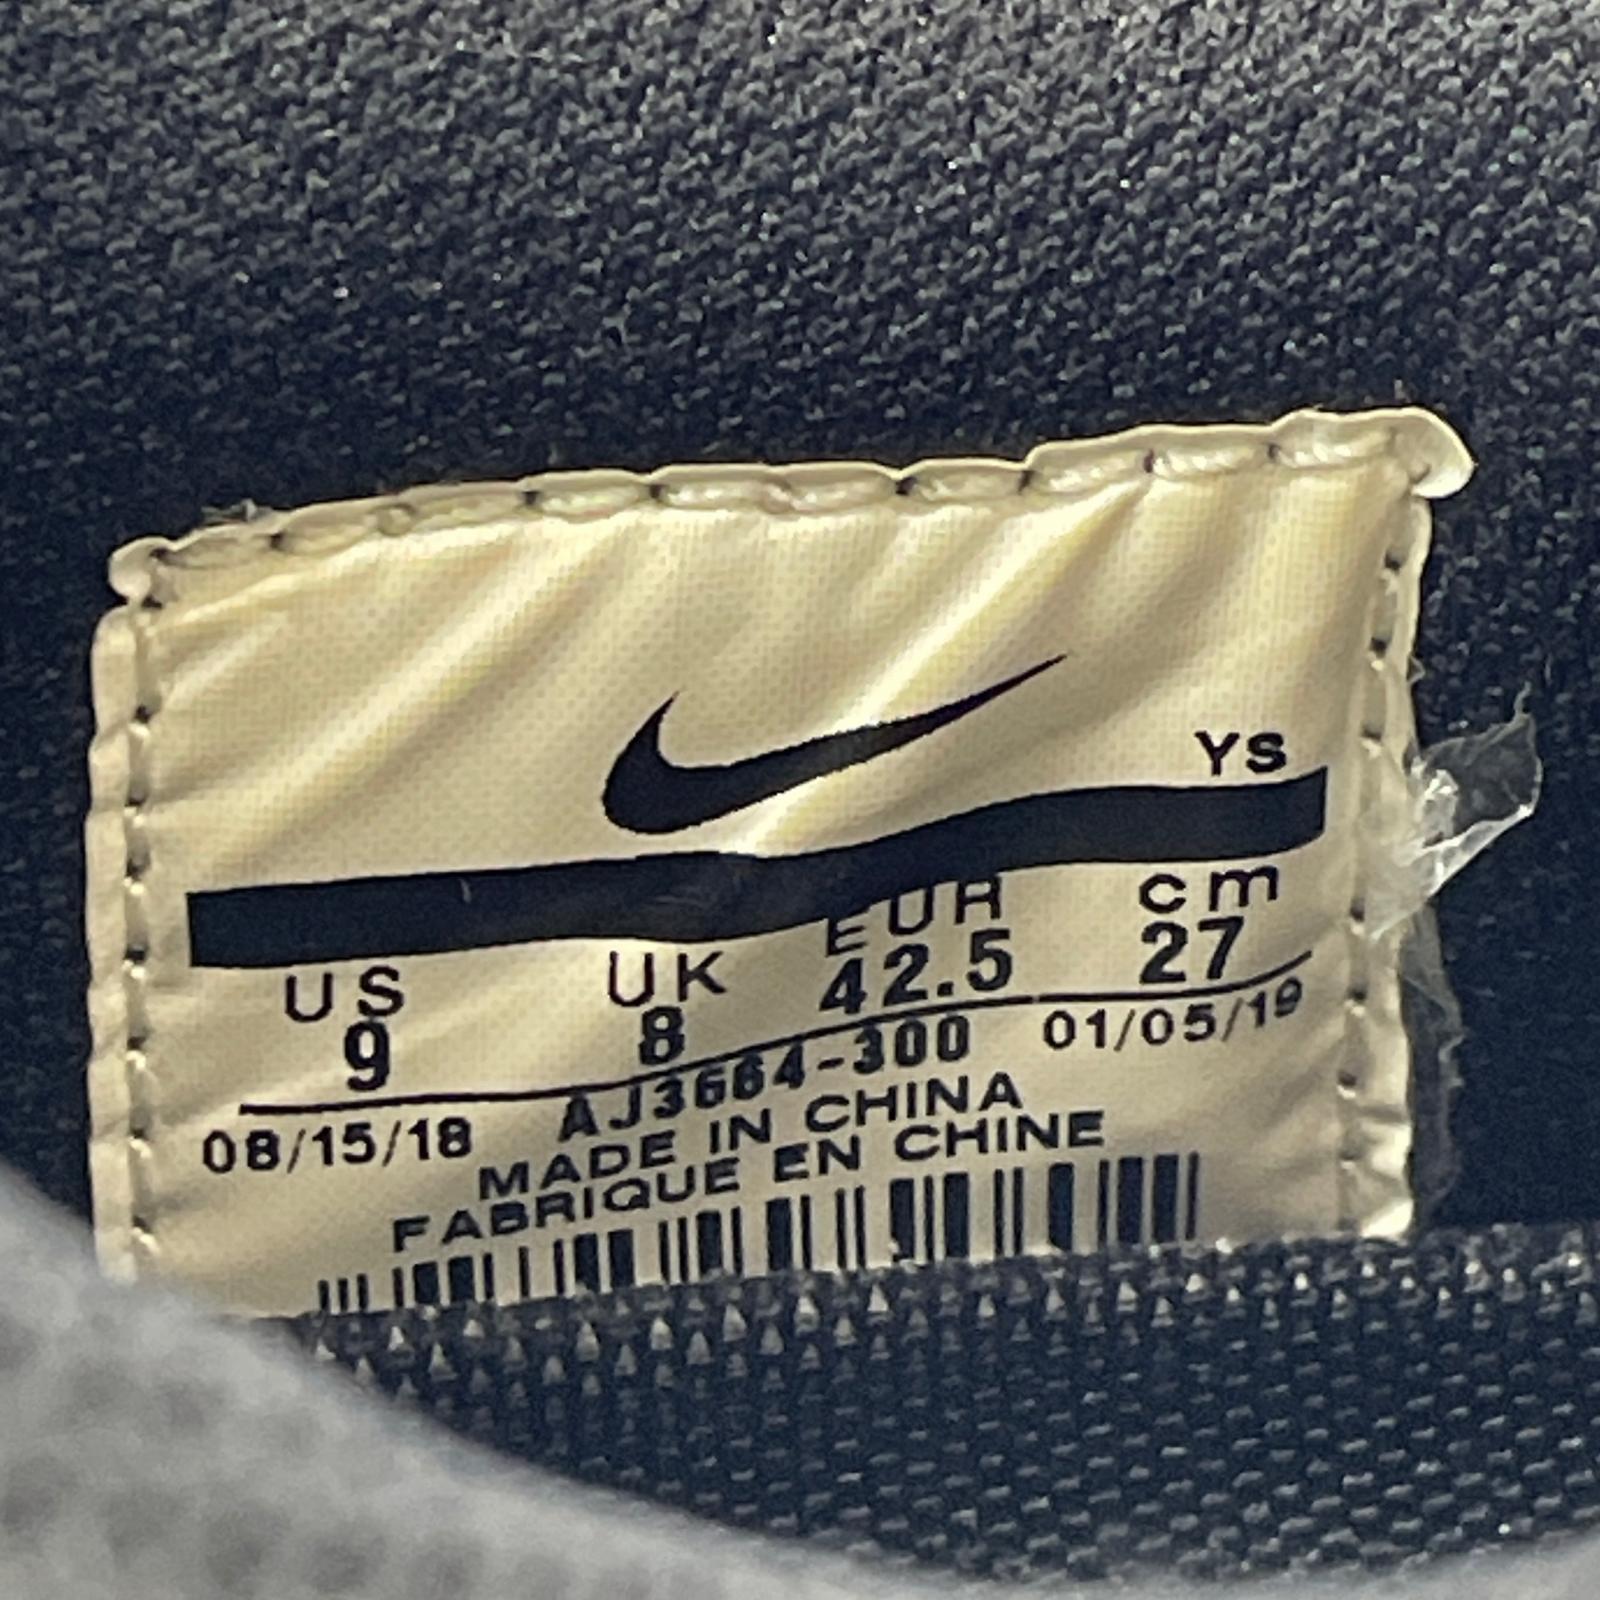 YS
US UK EUR cm
9 8 42.5 27
08/15/18 AJ3664-300 01/05/19
MADE IN CHINA
FABRIQUE EN CHINE